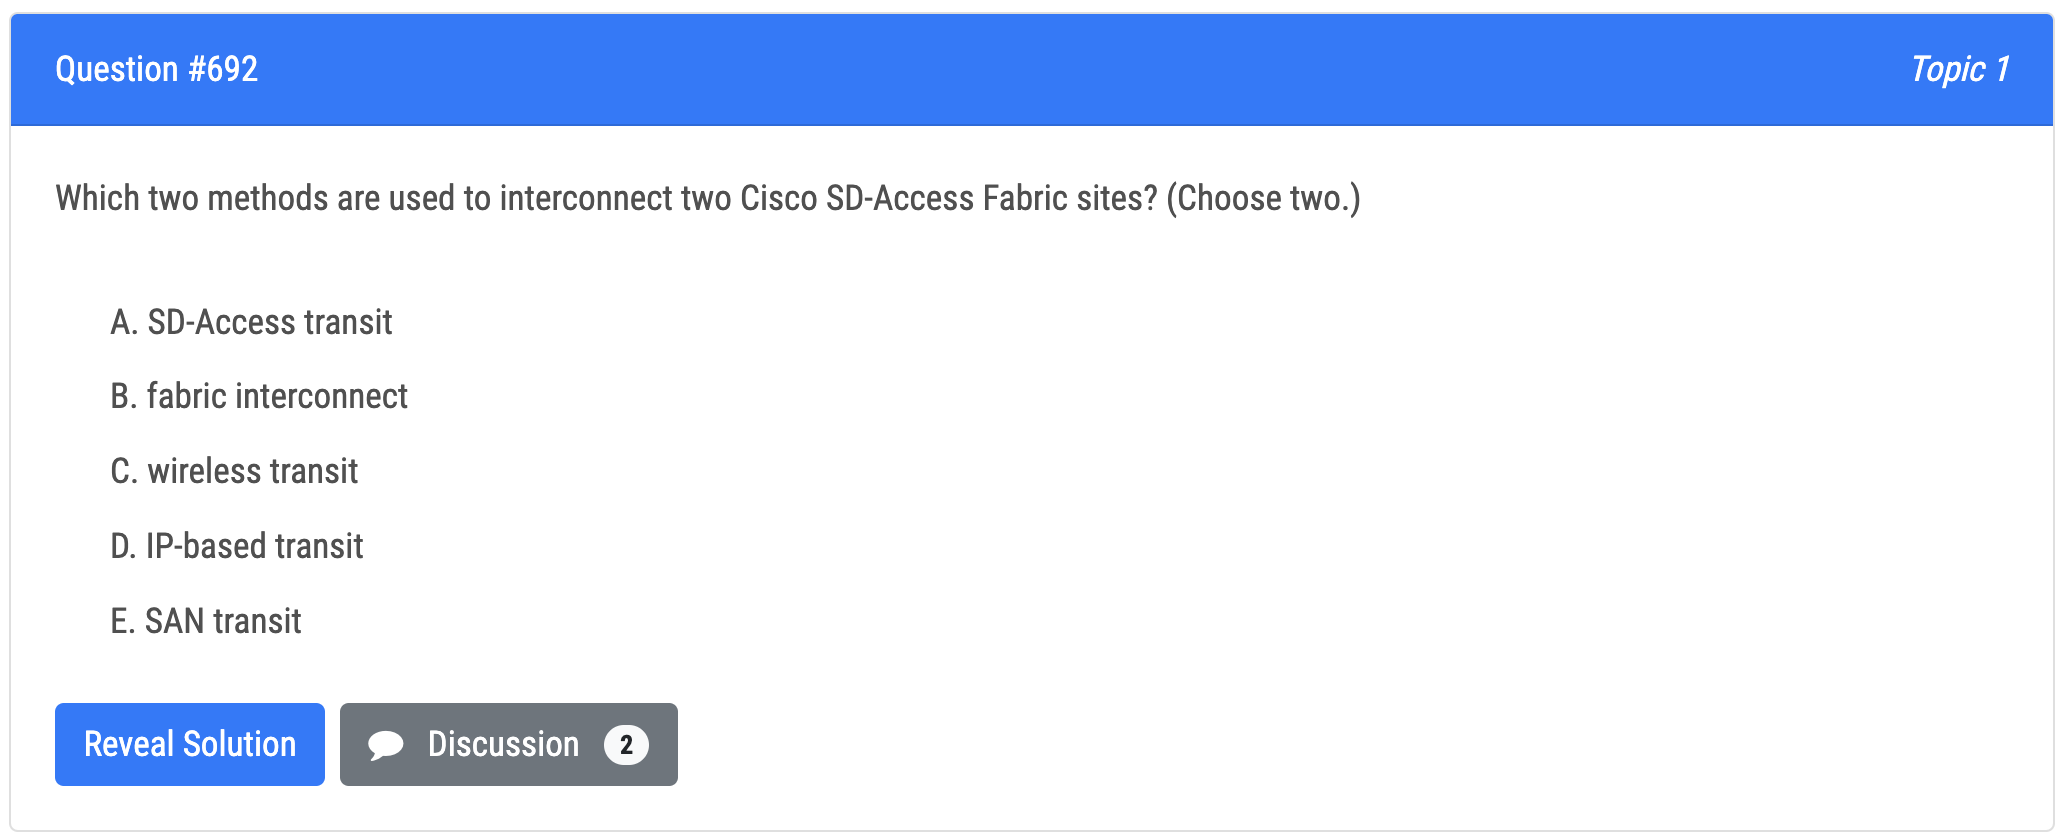 Question #692
Topic 1
Which two methods are used to interconnect two Cisco SD-Access Fabric sites? (Choose two.)
A. SD-Access transit
B. fabric interconnect
C. wireless transit
D. IP-based transit
E. SAN transit
Reveal Solution
Discussion 2